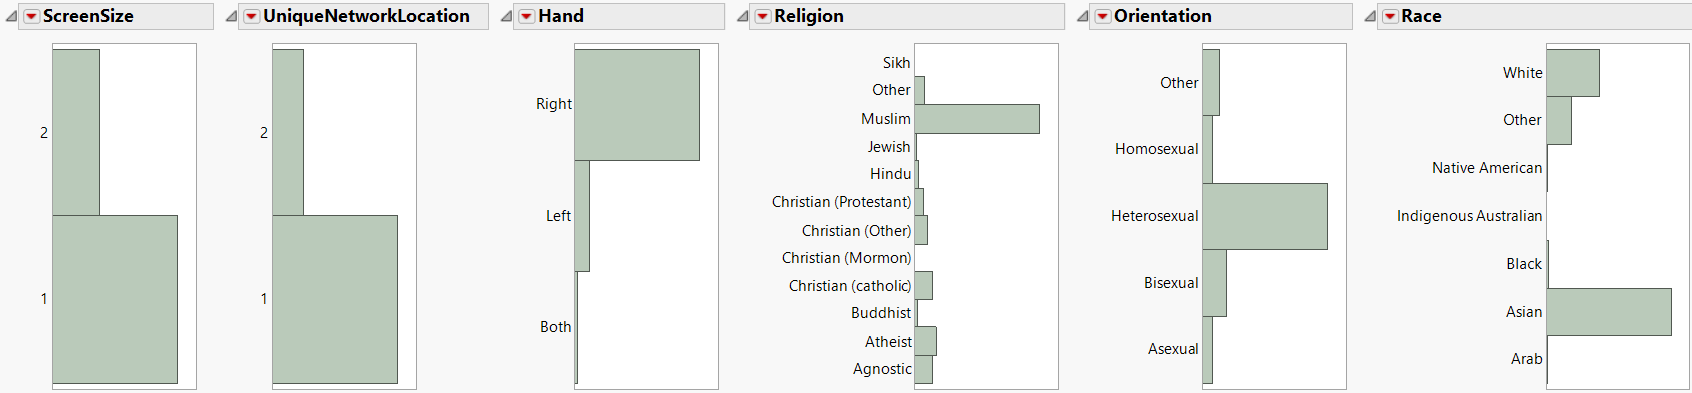 ScreenSize
2
1
UniqueNetworkLocation
2
1
Hand
Right
Left
Both
Religion
Sikh
Other
Muslim
Jewish
Hindu
Christian (Protestant)
Christian (Other)
Christian (Mormon)
Christian (catholic)
Buddhist
Atheist
Agnostic
Orientation
Other
Homosexual
Heterosexual
Bisexual
Asexual
Race
White
Other
Native American
Indigenous Australian
Black
Asian
Arab